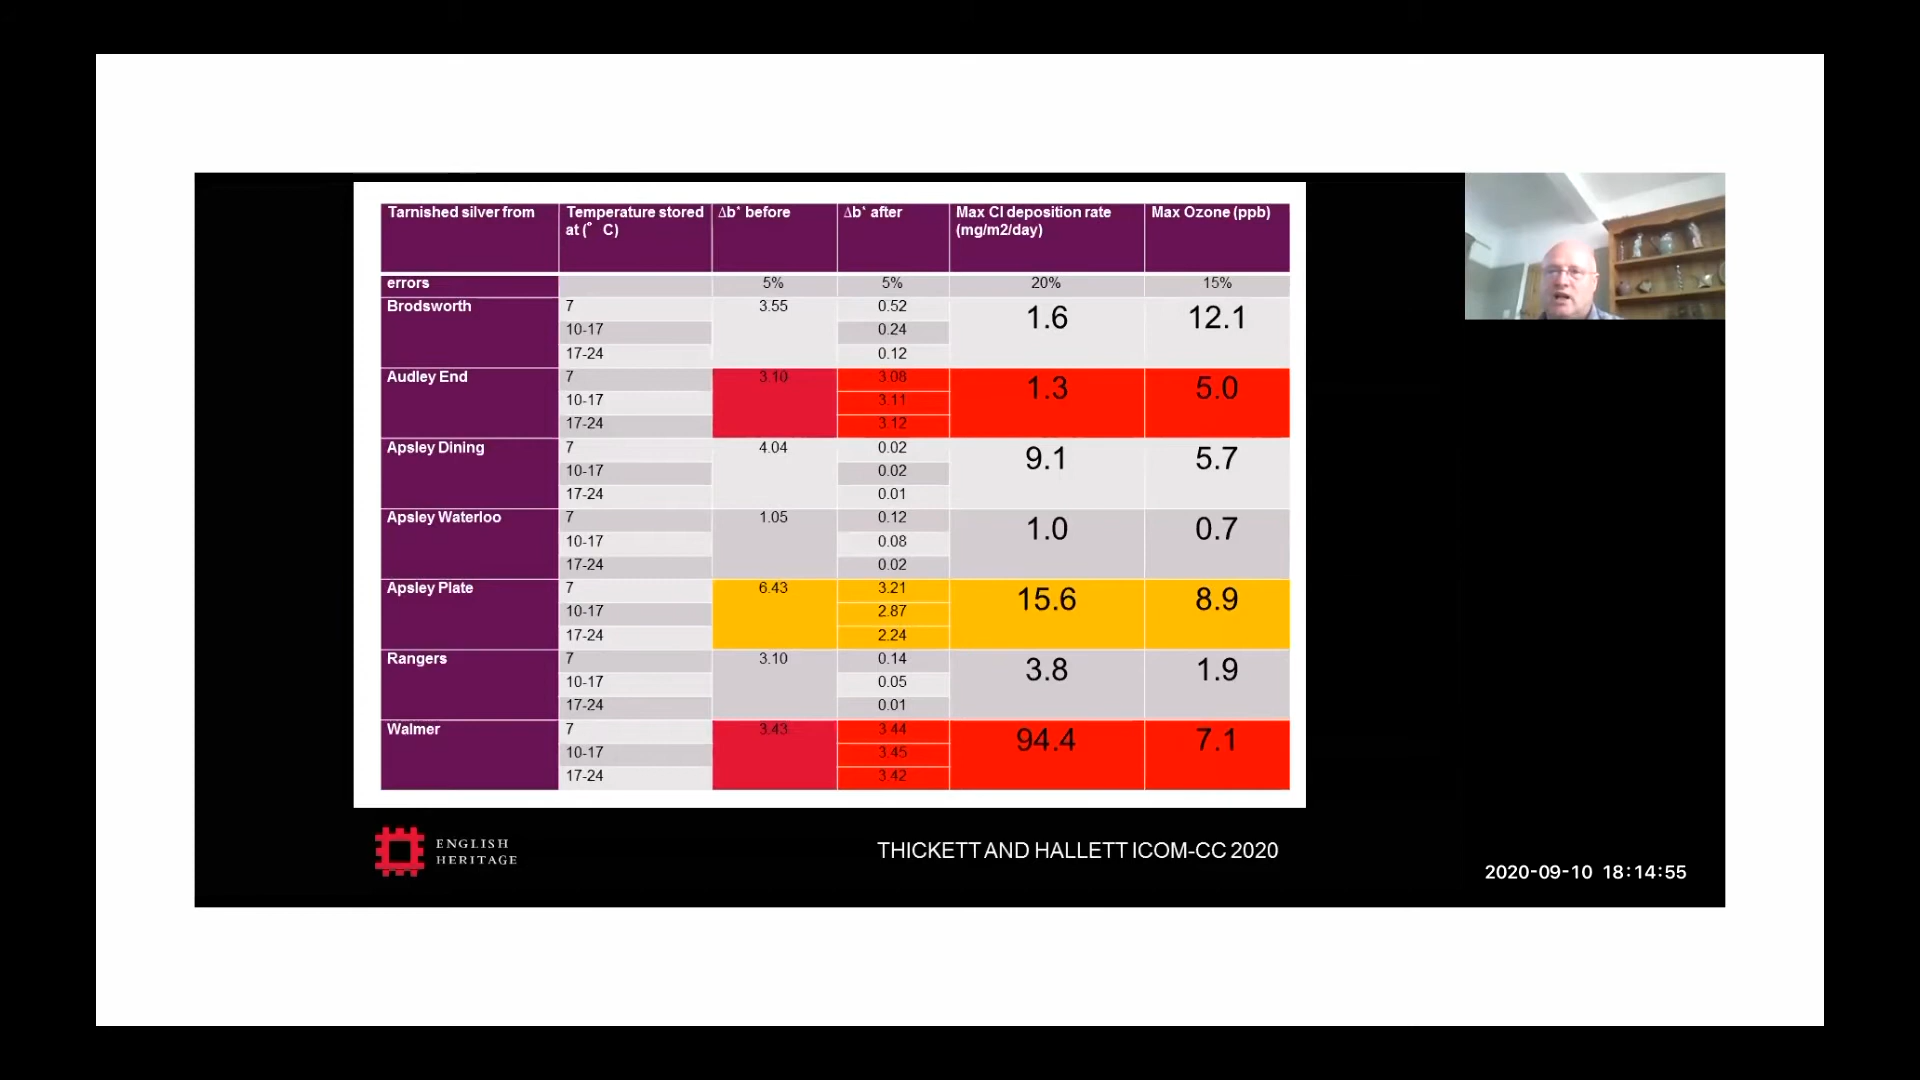 Tarnished silver from | Temperature stored at (° C) | Δb* before | Δb* after | Max Cl deposition rate (mg/m2/day) | Max Ozone (ppb)
errors | | 5% | 5% | 20% | 15%
Brodsworth | 7 | 3.55 | 0.52 | 1.6 | 12.1
10-17 | 0.24
17-24 | 0.12
Audley End | 7 | 3.10 | 3.08 | 1.3 | 5.0
10-17 | 3.11
17-24 | 3.12
Apsley Dining | 7 | 4.04 | 0.02 | 9.1 | 5.7
10-17 | 0.02
17-24 | 0.01
Apsley Waterloo | 7 | 1.05 | 0.12 | 1.0 | 0.7
10-17 | 0.08
17-24 | 0.02
Apsley Plate | 7 | 6.43 | 3.21 | 15.6 | 8.9
10-17 | 2.87
17-24 | 2.24
Rangers | 7 | 3.10 | 0.14 | 3.8 | 1.9
10-17 | 0.05
17-24 | 0.01
Walmer | 7 | 3.43 | 3.44 | 94.4 | 7.1
10-17 | 3.45
17-24 | 3.42
ENGLISH
HERITAGE
THICKETT AND HALLETT ICOM-CC 2020
2020-09-10 18:14:55